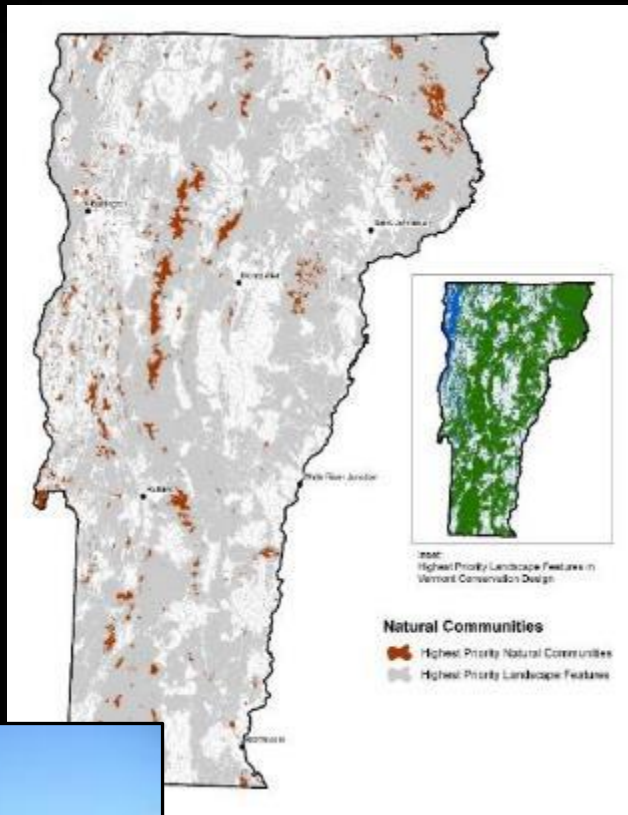 Burlington
Saint Johnsbury
Montpelier
Rutland
White River Junction
Inset:
Highest Priority Landscape Features in
Vermont Conservation Design
Natural Communities
Highest Priority Natural Communities
Highest Priority Landscape Features
Brattleboro